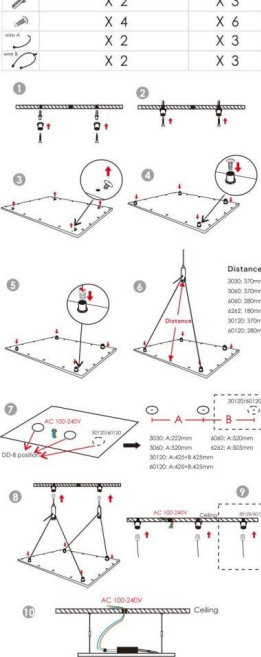 X 2 X 3
X 4 X 6
wire A X 2 X 3
wire B X 2 X 3
1
2
3
4
5
6
Distance
Distance
3030: 370mm
3060: 370mm
6060: 280mm
6262: 180mm
30120: 370mm
60120: 280mm
7
AC 100-240V
30120/60120
DD-B position
30120/60120
A
B
3030: A:222mm 6060: A:520mm
3060: A:520mm 6262: A:505mm
30120: A:425+B:425mm
60120: A:425+B:425mm
8
9
AC 100-240V
Ceiling
10
AC 100-240V
Ceiling